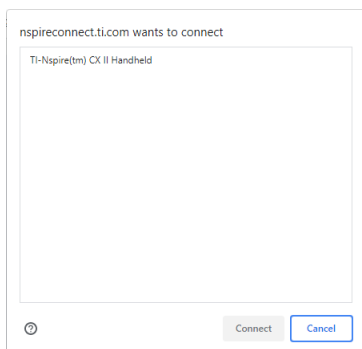 nspireconnect.ti.com wants to connect
TI-Nspire(tm) CX II Handheld
Connect
Cancel